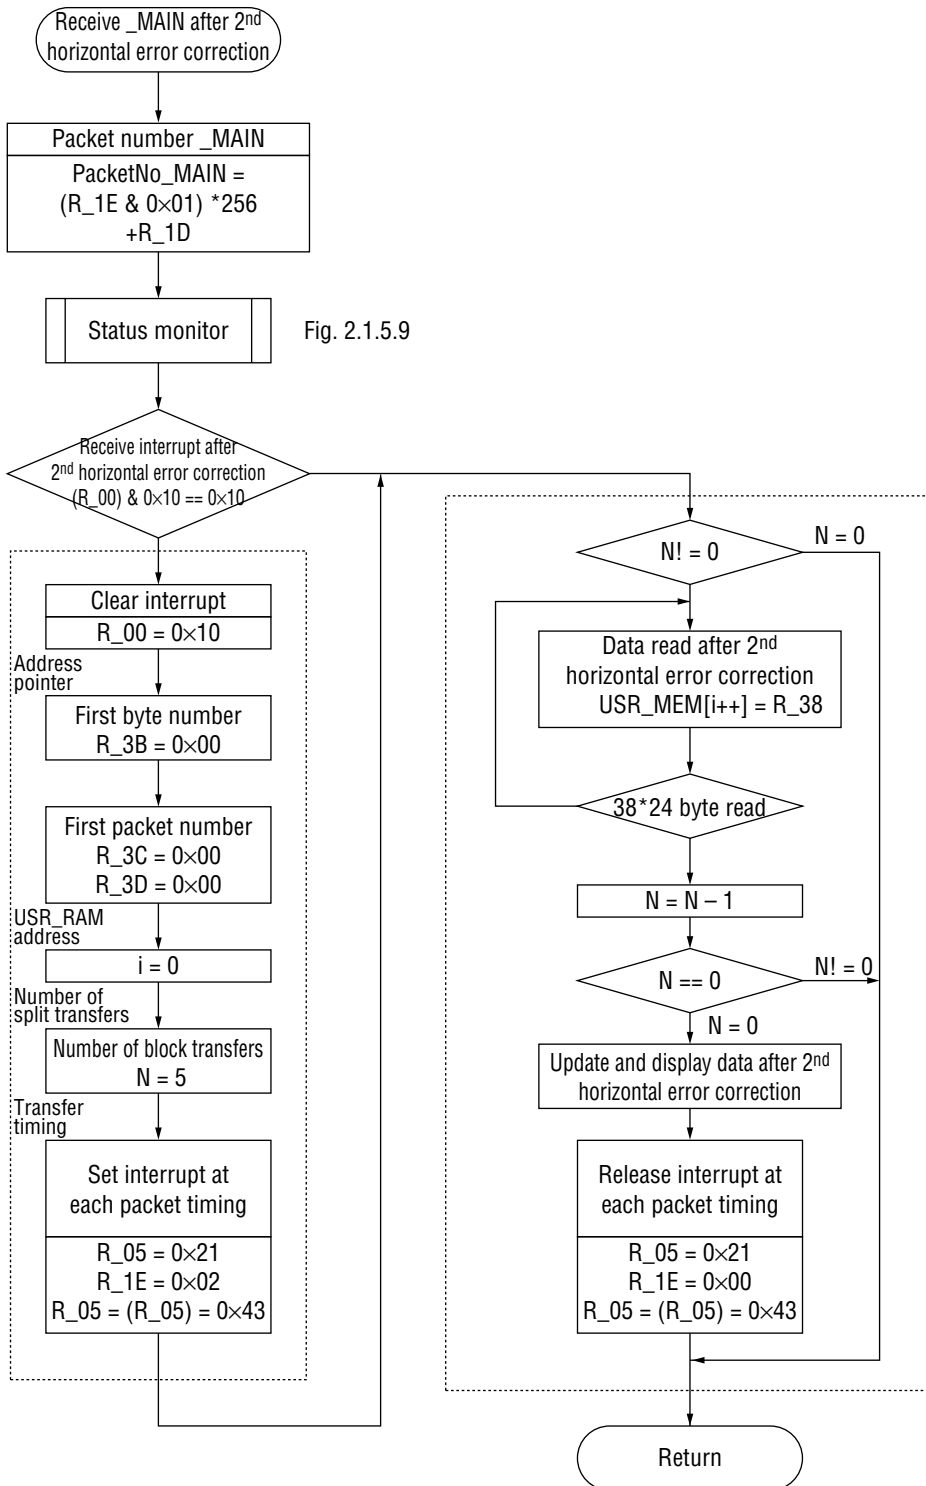 Receive _MAIN after 2nd
horizontal error correction
Packet number _MAIN
PacketNo_MAIN =
(R_1E & 0×01) *256
+R_1D
Status monitor
Fig. 2.1.5.9
Receive interrupt after
2nd horizontal error correction
(R_00) & 0×10 == 0×10
Clear interrupt
R_00 = 0×10
Address
pointer
First byte number
R_3B = 0×00
First packet number
R_3C = 0×00
R_3D = 0×00
USR_RAM
address
i = 0
Number of
split transfers
Number of block transfers
N = 5
Transfer
timing
Set interrupt at
each packet timing
R_05 = 0×21
R_1E = 0×02
R_05 = (R_05) = 0×43
N! = 0
N = 0
Data read after 2nd
horizontal error correction
USR_MEM[i++] = R_38
38*24 byte read
N = N – 1
N == 0
N! = 0
N = 0
Update and display data after 2nd
horizontal error correction
Release interrupt at
each packet timing
R_05 = 0×21
R_1E = 0×00
R_05 = (R_05) = 0×43
Return